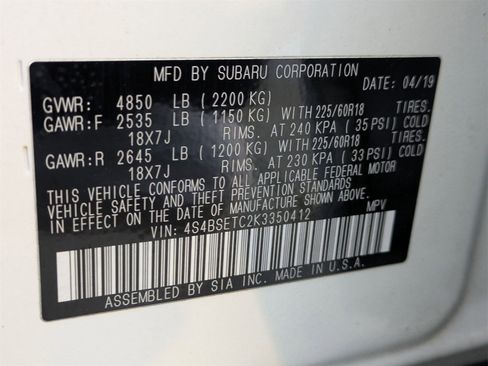 MFD BY SUBARU CORPORATION
DATE: 04/19
GVWR: 4850 LB (2200 KG)
GAWR:F 2535 LB (1150 KG) WITH 225/60R18 TIRES.
18X7J RIMS. AT 240 KPA (35 PSI) COLD
GAWR:R 2645 LB (1200 KG) WITH 225/60R18 TIRES.
18X7J RIMS. AT 230 KPA (33 PSI) COLD
THIS VEHICLE CONFORMS TO ALL APPLICABLE FEDERAL MOTOR
VEHICLE SAFETY AND THEFT PREVENTION STANDARDS
IN EFFECT ON THE DATE OF MANUFACTURE SHOWN ABOVE.
VIN: 4S4BSETC2K3350412 MPV
ASSEMBLED BY SIA INC. MADE IN U.S.A.